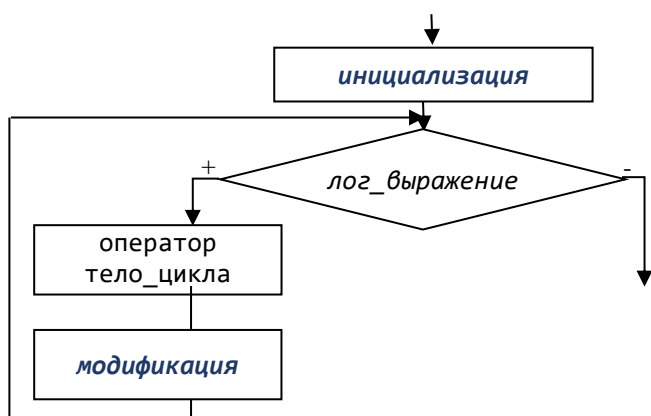 инициализация
+
лог_выражение
-
оператор
тело_цикла
модификация